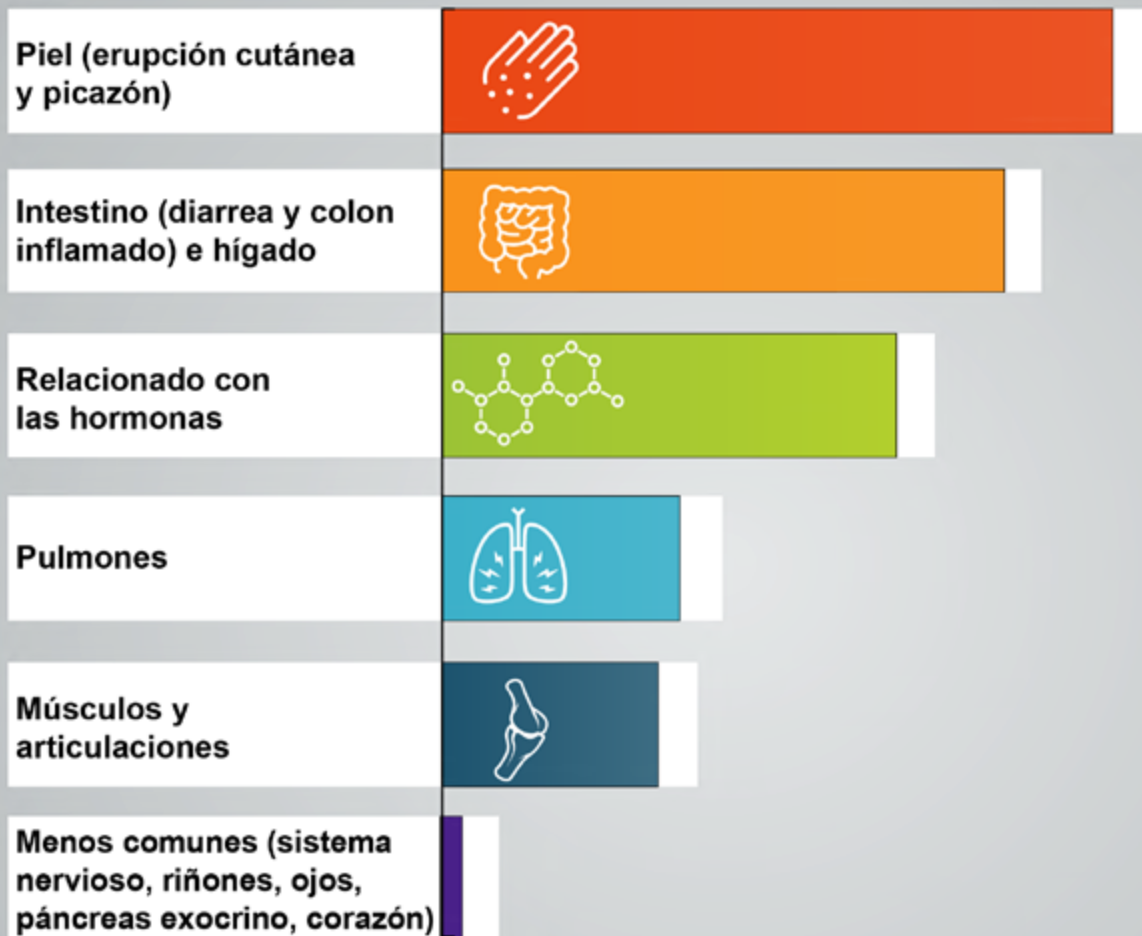 Piel (erupción cutánea
y picazón)
Intestino (diarrea y colon
inflamado) e hígado
Relacionado con
las hormonas
Pulmones
Músculos y
articulaciones
Menos comunes (sistema
nervioso, riñones, ojos,
páncreas exocrino, corazón)